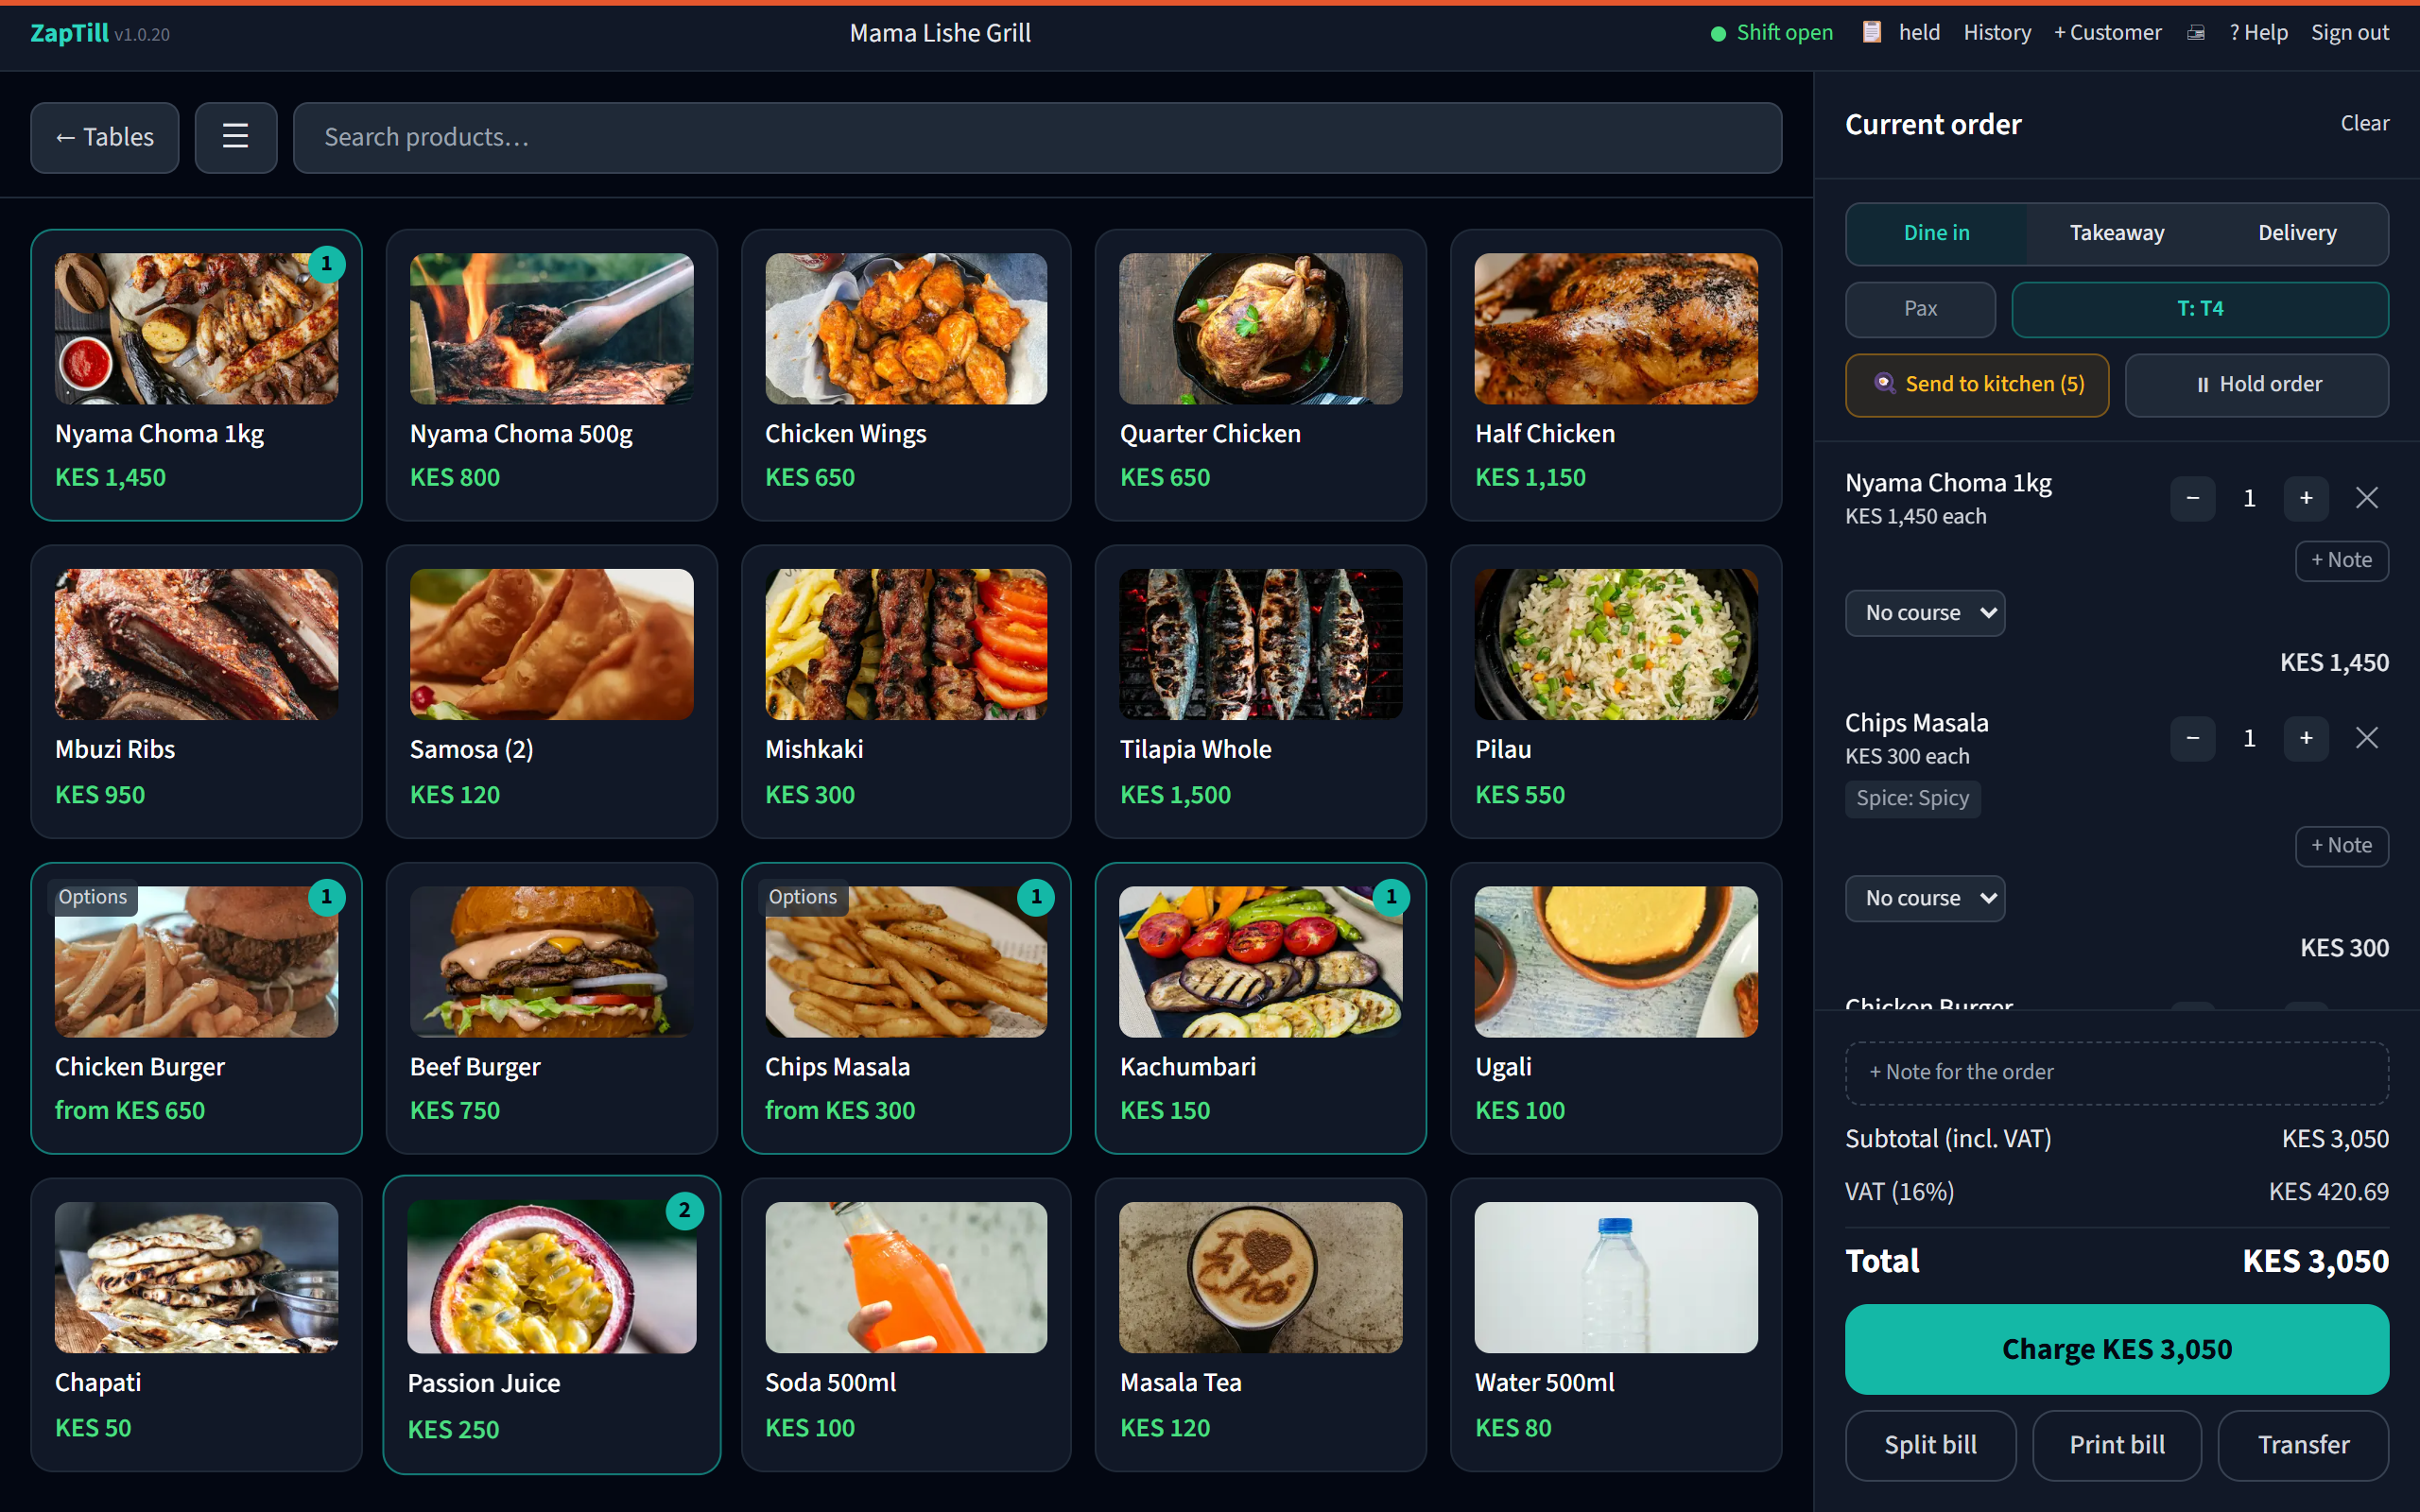 ZapTill v1.0.20
Mama Lishe Grill
Shift open
held
History
+ Customer
? Help
Sign out
← Tables
☰
Search products...
Nyama Choma 1kg
KES 1,450
1
Nyama Choma 500g
KES 800
Chicken Wings
KES 650
Quarter Chicken
KES 650
Half Chicken
KES 1,150
Mbuzi Ribs
KES 950
Samosa (2)
KES 120
Mishkaki
KES 300
Tilapia Whole
KES 1,500
Pilau
KES 550
Options
1
Chicken Burger
from KES 650
Beef Burger
KES 750
Options
1
Chips Masala
from KES 300
1
Kachumbari
KES 150
Ugali
KES 100
Chapati
KES 50
2
Passion Juice
KES 250
Soda 500ml
KES 100
I
Chai
Masala Tea
KES 120
Water 500ml
KES 80
Current order
Clear
Dine in
Takeaway
Delivery
Pax
T: T4
Send to kitchen (5)
Hold order
Nyama Choma 1kg
− 1 + ×
KES 1,450 each
+ Note
No course
KES 1,450
Chips Masala
− 1 + ×
KES 300 each
Spice: Spicy
+ Note
No course
KES 300
Chicken Burger
+ Note for the order
Subtotal (incl. VAT) KES 3,050
VAT (16%) KES 420.69
Total KES 3,050
Charge KES 3,050
Split bill
Print bill
Transfer